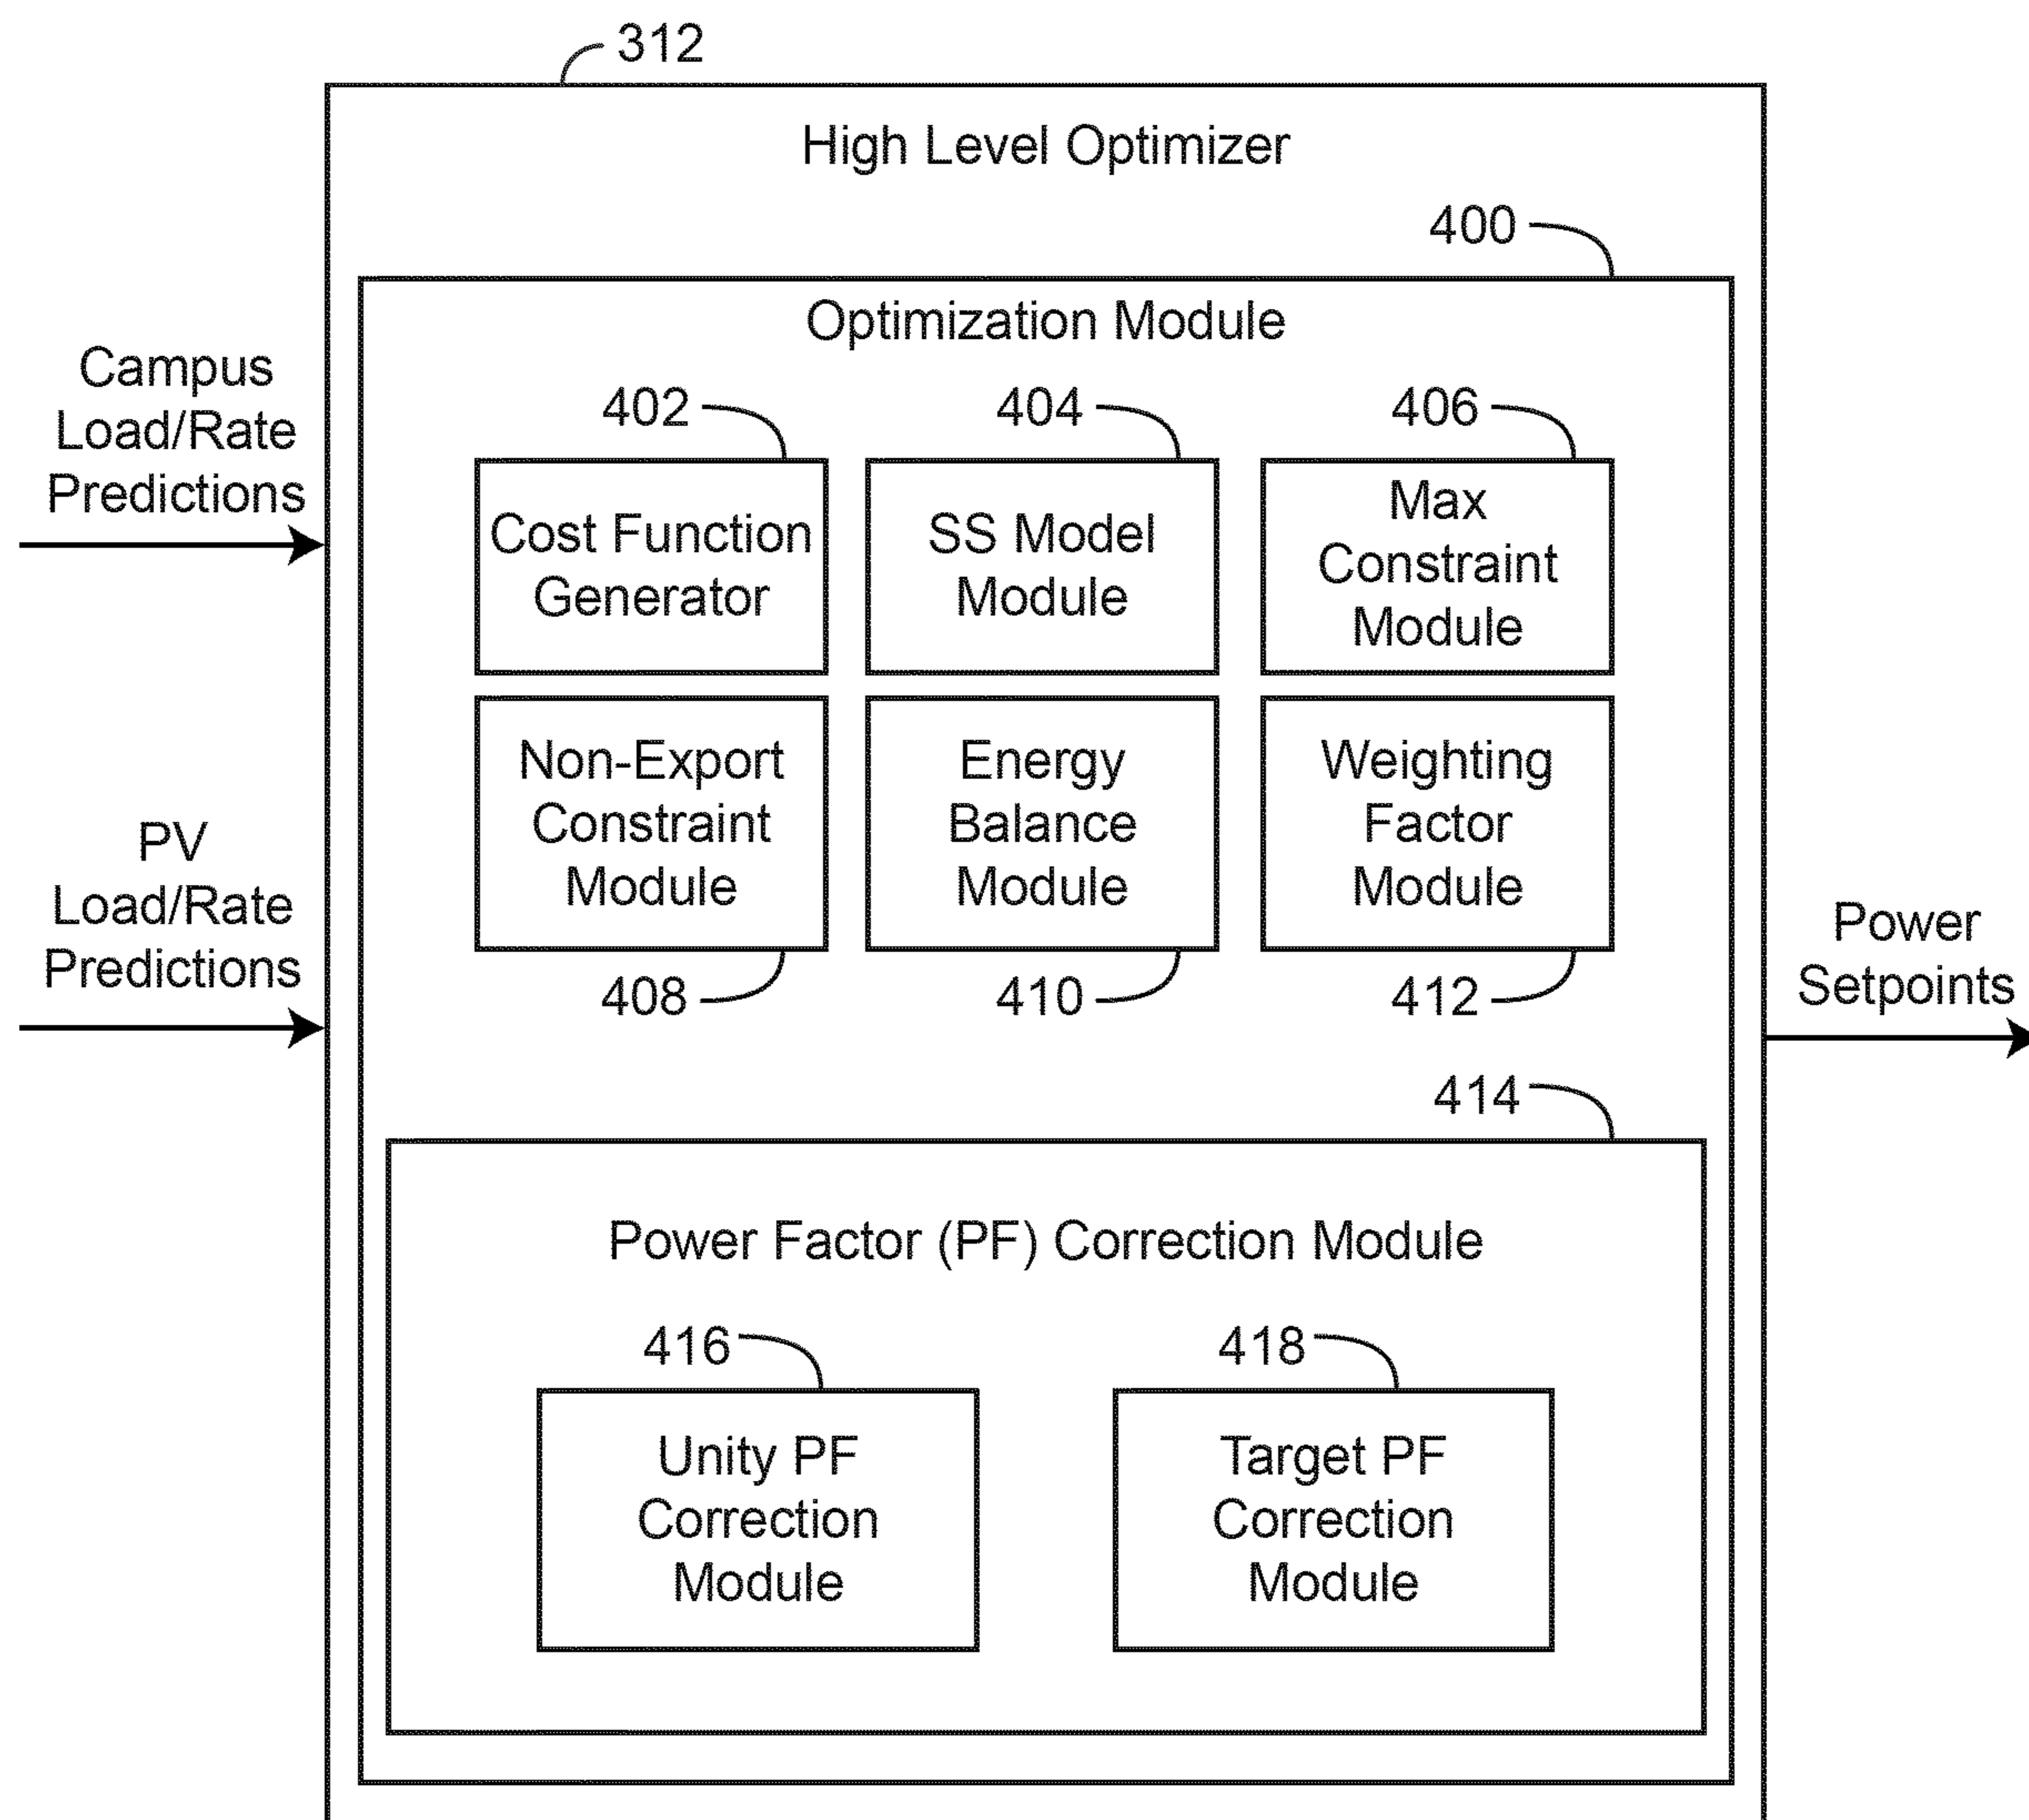 312
High Level Optimizer
400
Optimization Module
Campus
Load/Rate
Predictions
402
404
406
Cost Function
Generator
SS Model
Module
Max
Constraint
Module
Non-Export
Constraint
Module
Energy
Balance
Module
Weighting
Factor
Module
408
410
412
PV
Load/Rate
Predictions
Power
Setpoints
414
Power Factor (PF) Correction Module
416
418
Unity PF
Correction
Module
Target PF
Correction
Module